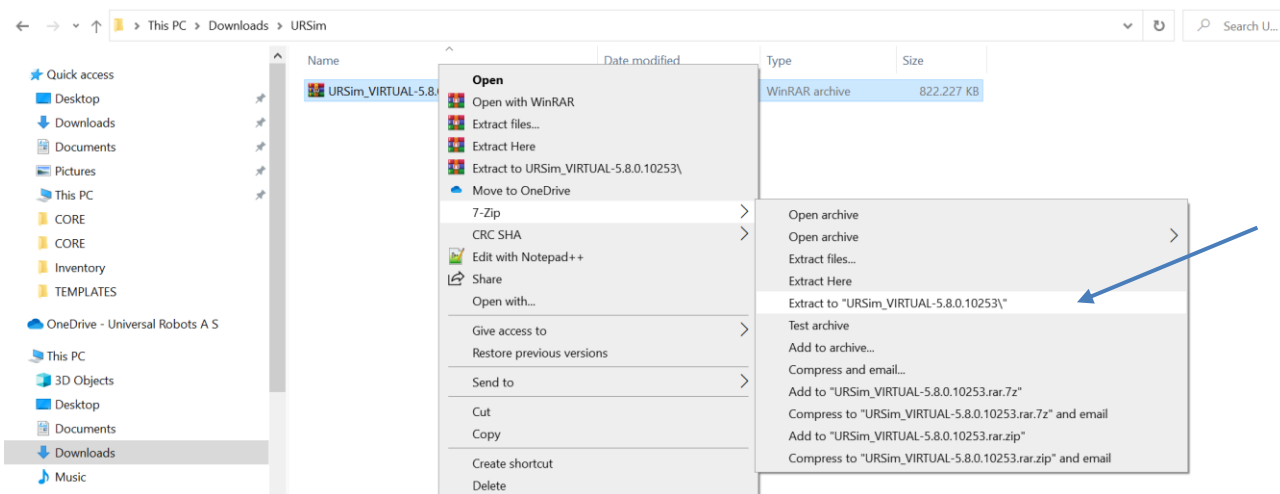 This PC > Downloads > URSim
Search U...
Quick access
Desktop
Downloads
Documents
Pictures
This PC
CORE
CORE
Inventory
TEMPLATES
OneDrive - Universal Robots A S
This PC
3D Objects
Desktop
Documents
Downloads
Music
Name Date modified Type Size
URSim_VIRTUAL-5.8. WinRAR archive 822.227 KB
Open
Open with WinRAR
Extract files...
Extract Here
Extract to URSim_VIRTUAL-5.8.0.10253\
Move to OneDrive
7-Zip
CRC SHA
Edit with Notepad++
Share
Open with...
Give access to
Restore previous versions
Send to
Cut
Copy
Create shortcut
Delete
Open archive
Open archive
Extract files...
Extract Here
Extract to "URSim_VIRTUAL-5.8.0.10253\"
Test archive
Add to archive...
Compress and email...
Add to "URSim_VIRTUAL-5.8.0.10253.rar.7z"
Compress to "URSim_VIRTUAL-5.8.0.10253.rar.7z" and email
Add to "URSim_VIRTUAL-5.8.0.10253.rar.zip"
Compress to "URSim_VIRTUAL-5.8.0.10253.rar.zip" and email